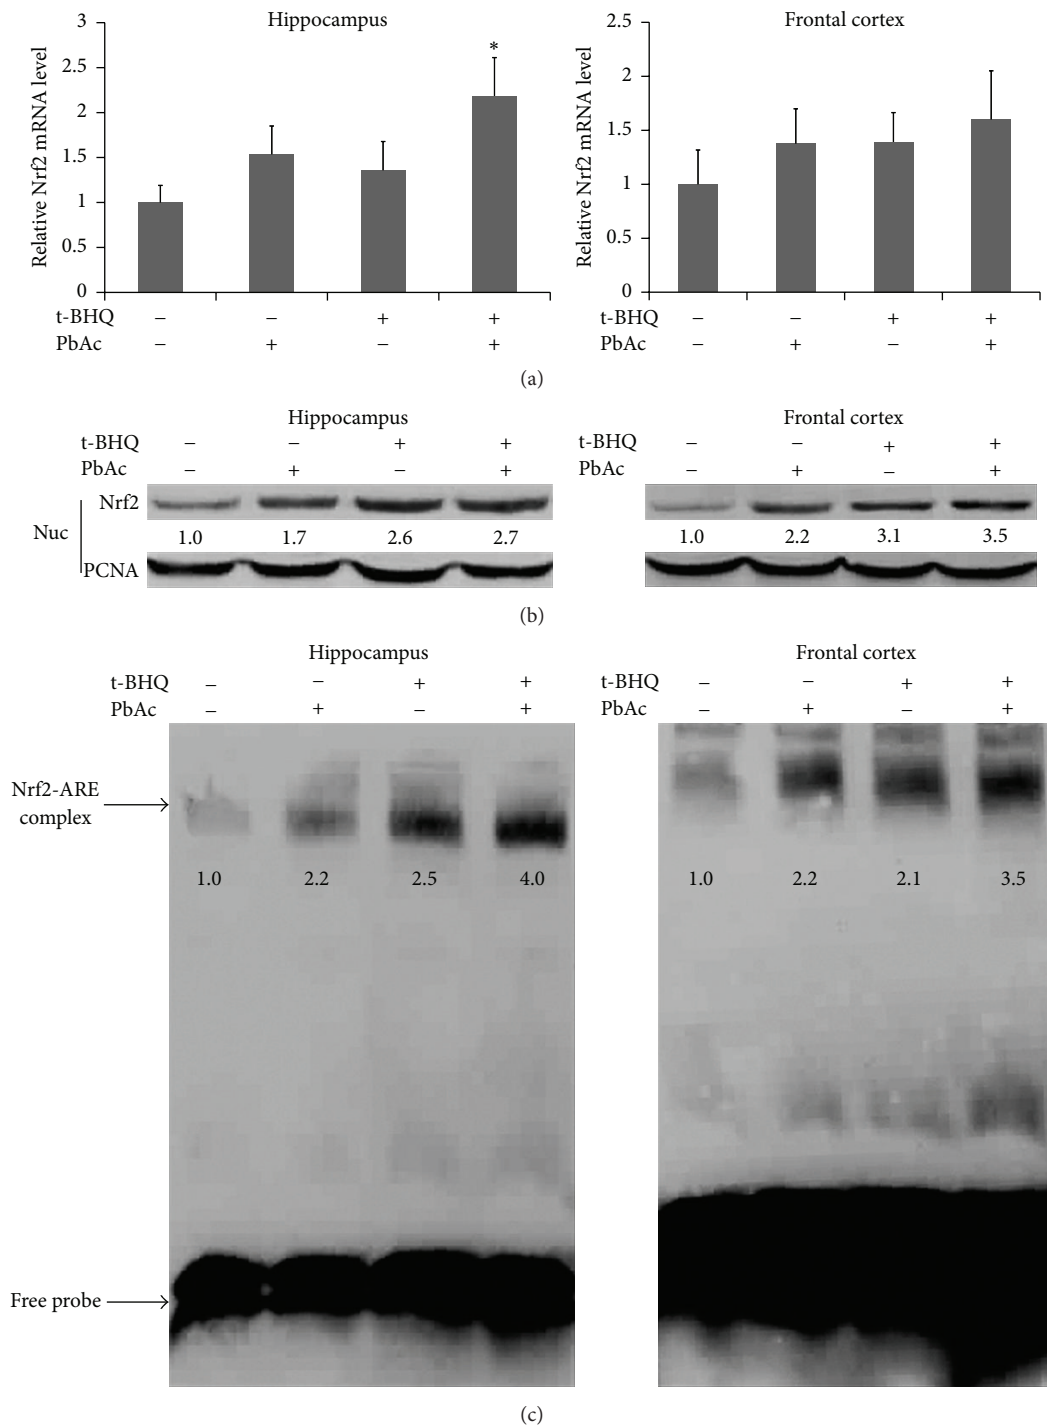 Hippocampus
Relative Nrf2 mRNA level
3
2.5
2
1.5
1
0.5
0
*
t-BHQ − − + +
PbAc − + − +
Frontal cortex
Relative Nrf2 mRNA level
2.5
2
1.5
1
0.5
0
t-BHQ − − + +
PbAc − + − +
(a)
Hippocampus
t-BHQ − − + +
PbAc − + − +
Nuc
Nrf2
1.0 1.7 2.6 2.7
PCNA
Frontal cortex
t-BHQ − − + +
PbAc − + − +
1.0 2.2 3.1 3.5
(b)
Hippocampus
t-BHQ − − + +
PbAc − + − +
Nrf2-ARE
complex
1.0 2.2 2.5 4.0
Free probe
Frontal cortex
t-BHQ − − + +
PbAc − + − +
1.0 2.2 2.1 3.5
(c)